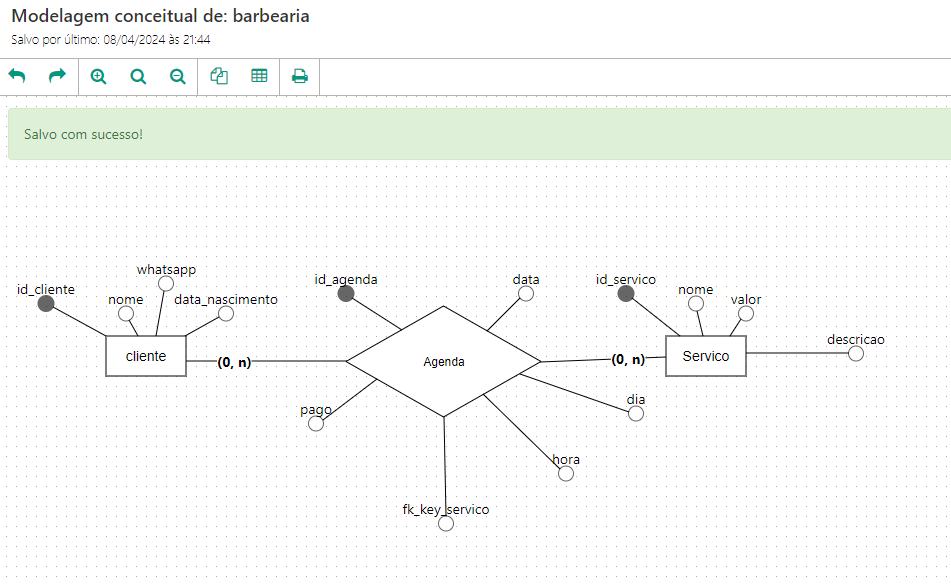 Modelagem conceitual de: barbearia
Salvo por último: 08/04/2024 às 21:44
Salvo com sucesso!
id_cliente
nome
whatsapp
data_nascimento
cliente
(0, n)
id_agenda
data
Agenda
pago
fk_key_servico
hora
dia
(0, n)
id_servico
nome
valor
Servico
descricao